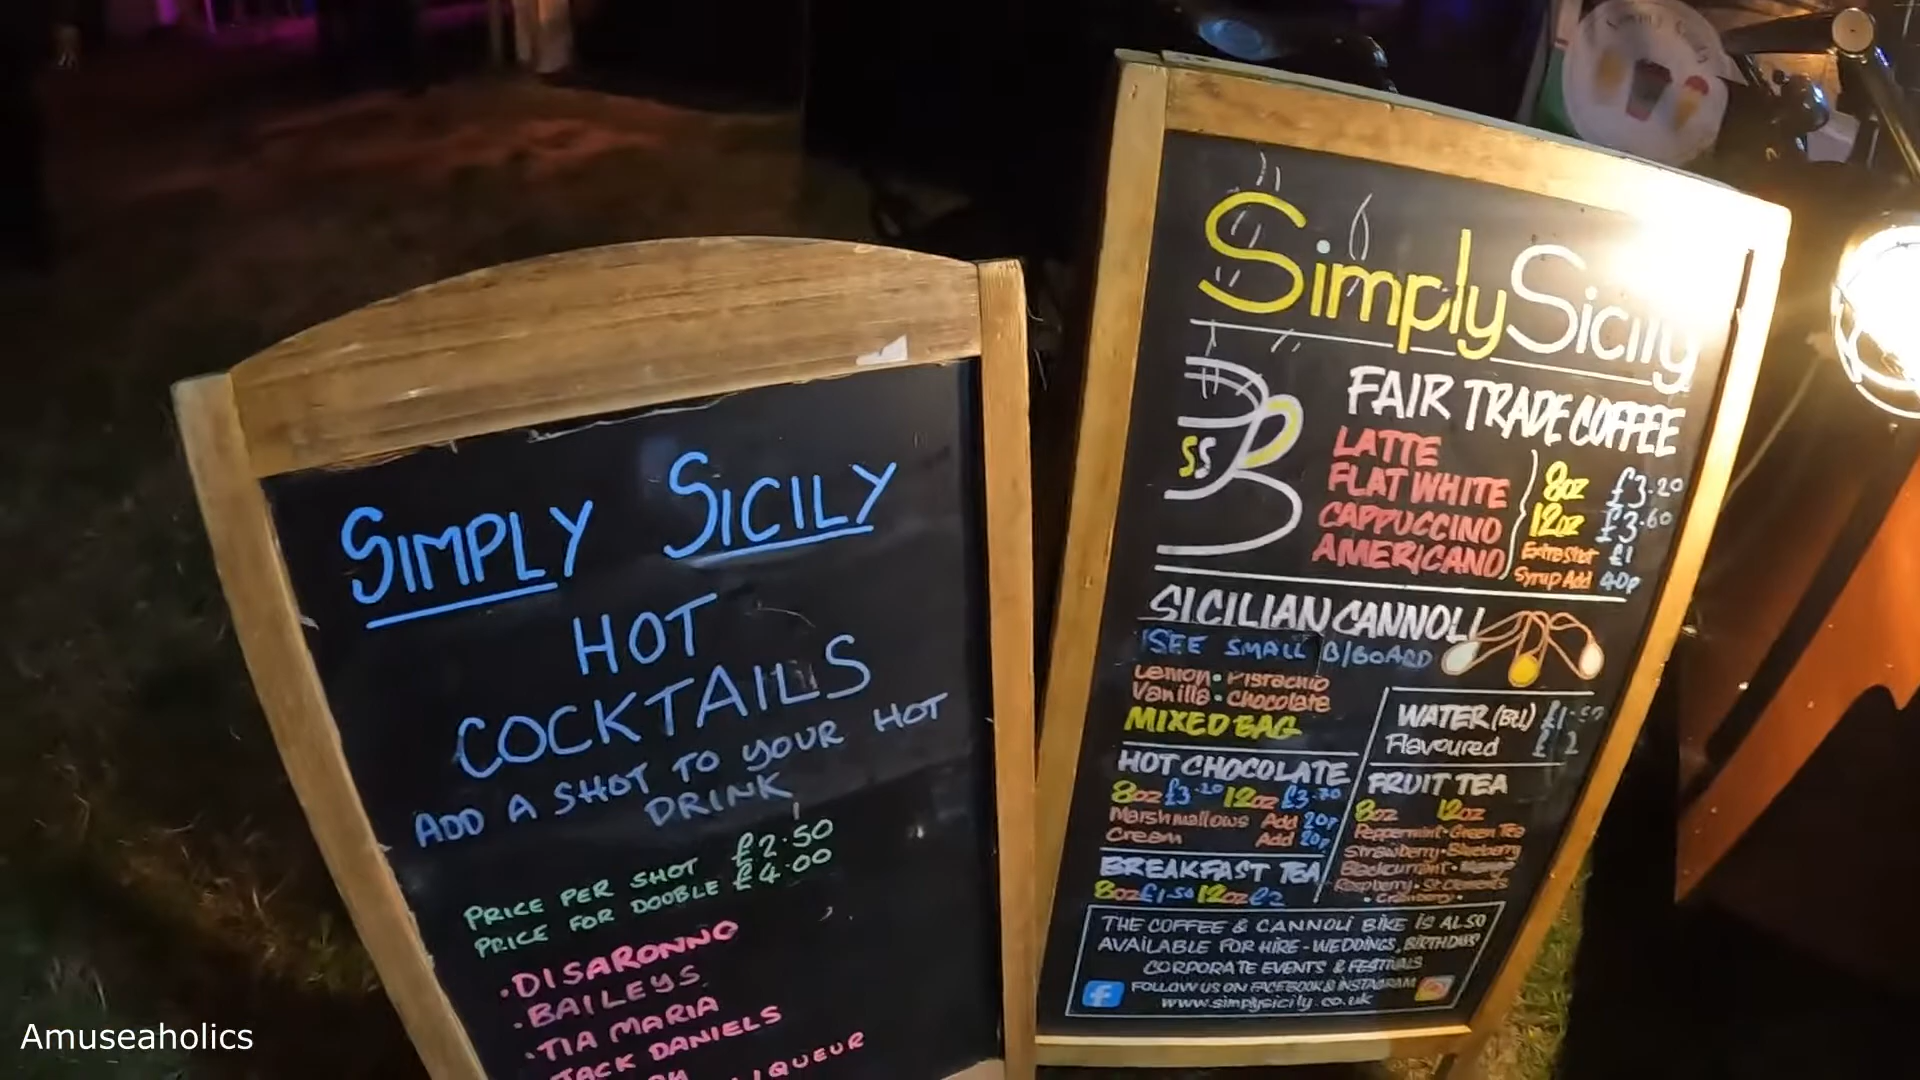 SIMPLY SICILY
HOT
COCKTAILS
ADD A SHOT TO YOUR HOT
DRINK
PRICE PER SHOT £2.50
PRICE FOR DOUBLE £4.00
• DISARONNO
• BAILEYS
• TIA MARIA
JACK DANIELS
LIQUEUR
Simply Sicily
FAIR TRADE COFFEE
SS
LATTE
FLAT WHITE
CAPPUCCINO
AMERICANO
8oz £3.20
12oz £3.60
Extra Shot £1
Syrup Add 40p
SICILIAN CANNOLI
SEE SMALL B/BOARD
Lemon • Pistachio
Vanilla • Chocolate
MIXED BAG
WATER (Btl) £1.50
Flavoured £2
HOT CHOCOLATE
8oz £3.20 12oz £3.70
Marshmallows Add 20p
Cream Add 20p
BREAKFAST TEA
8oz £1.50 12oz £2
FRUIT TEA
8oz 12oz
Peppermint • Green Tea
Strawberry • Blueberry
Blackcurrant • Mango
Raspberry • St Clements
• Cranberry •
THE COFFEE & CANNOLI BIKE IS ALSO
AVAILABLE FOR HIRE - WEDDINGS, BIRTHDAYS
CORPORATE EVENTS & FESTIVALS
FOLLOW US ON FACEBOOK & INSTAGRAM
www.simplysicily.co.uk
Amuseaholics